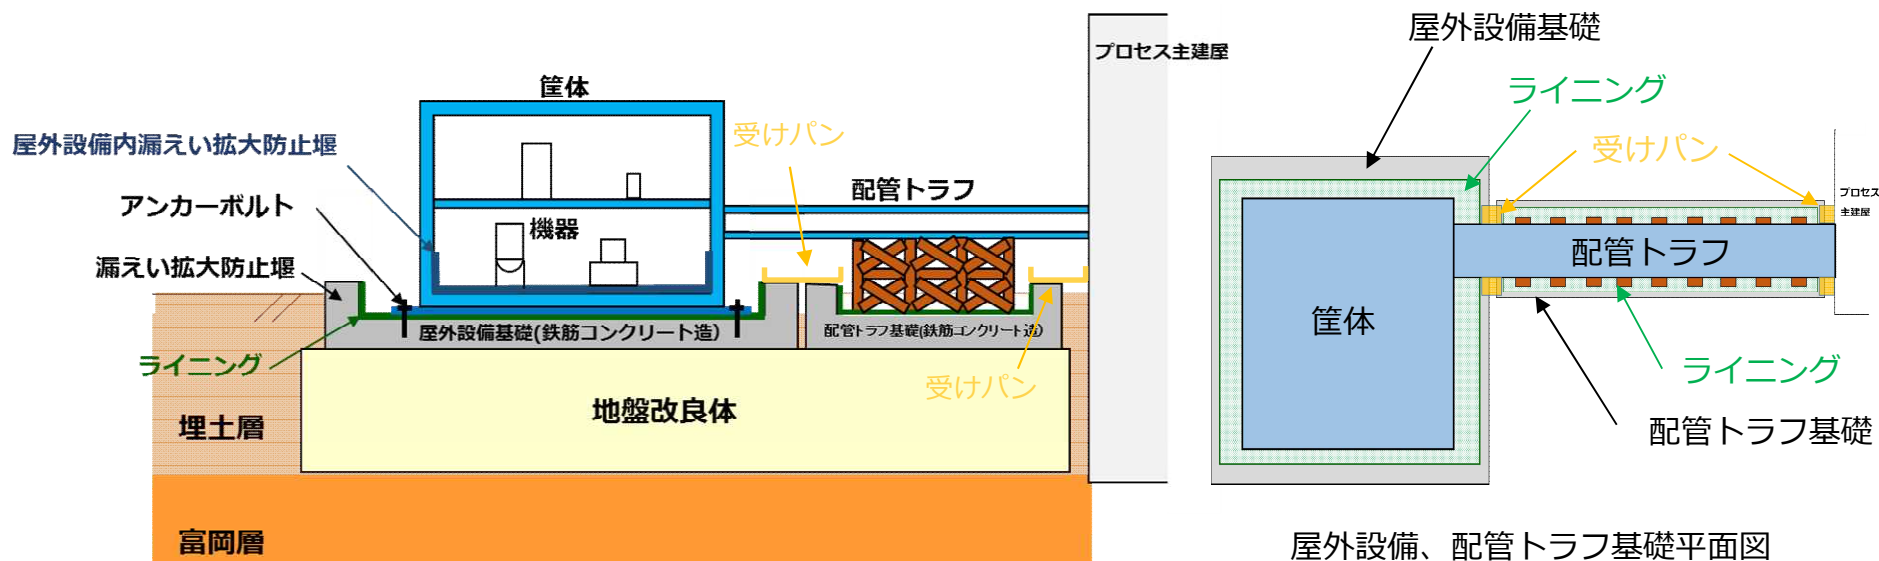 筐体
屋外設備内漏えい拡大防止堰
受けパン
アンカーボルト
配管トラフ
機器
漏えい拡大防止堰
屋外設備基礎(鉄筋コンクリート造)
配管トラフ基礎(鉄筋コンクリート造)
ライニング
受けパン
地盤改良体
埋土層
富岡層
プロセス主建屋
屋外設備基礎
ライニング
受けパン
プロセス
主建屋
配管トラフ
筐体
ライニング
配管トラフ基礎
屋外設備、配管トラフ基礎平面図